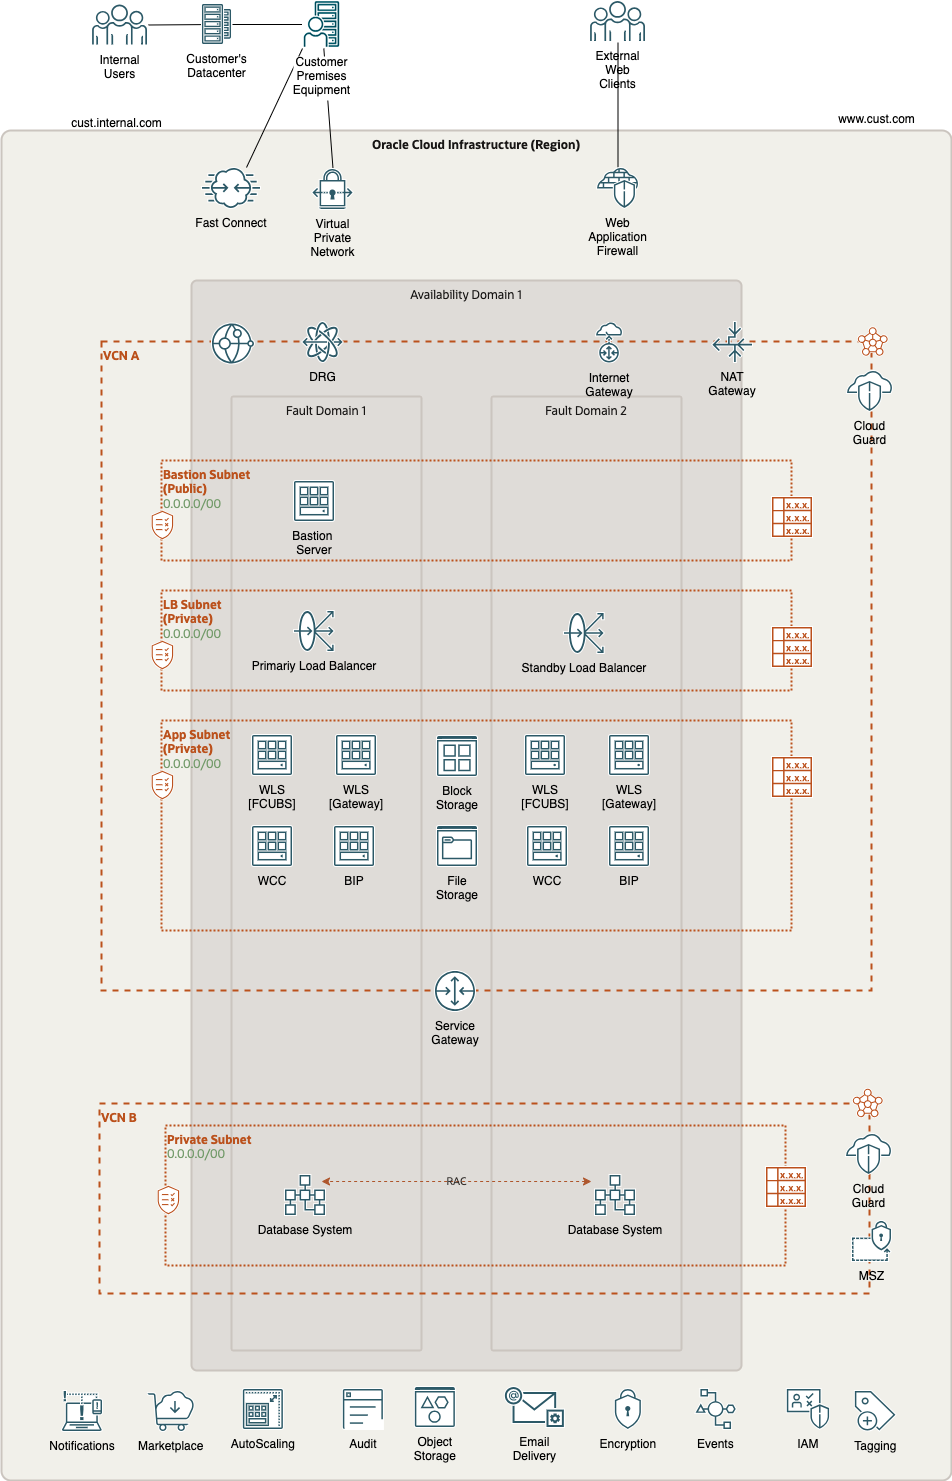 Internal
Users
Customer's
Datacenter
Customer
Premises
Equipment
External
Web
Clients
cust.internal.com
www.cust.com
Oracle Cloud Infrastructure (Region)
Fast Connect
Virtual
Private
Network
Web
Application
Firewall
Availability Domain 1
VCN A
DRG
Internet
Gateway
NAT
Gateway
Cloud
Guard
Fault Domain 1
Fault Domain 2
Bastion Subnet
(Public)
0.0.0.0/00
Bastion
Server
x.x.x.
x.x.x.
x.x.x.
LB Subnet
(Private)
0.0.0.0/00
Primariy Load Balancer
Standby Load Balancer
x.x.x.
x.x.x.
x.x.x.
App Subnet
(Private)
0.0.0.0/00
WLS
[FCUBS]
WLS
[Gateway]
Block
Storage
WLS
[FCUBS]
WLS
[Gateway]
x.x.x.
x.x.x.
x.x.x.
WCC
BIP
File
Storage
WCC
BIP
Service
Gateway
VCN B
Private Subnet
0.0.0.0/00
RAC
Database System
Database System
x.x.x.
x.x.x.
x.x.x.
Cloud
Guard
MSZ
Notifications
Marketplace
AutoScaling
Audit
Object
Storage
@
Email
Delivery
Encryption
Events
IAM
Tagging